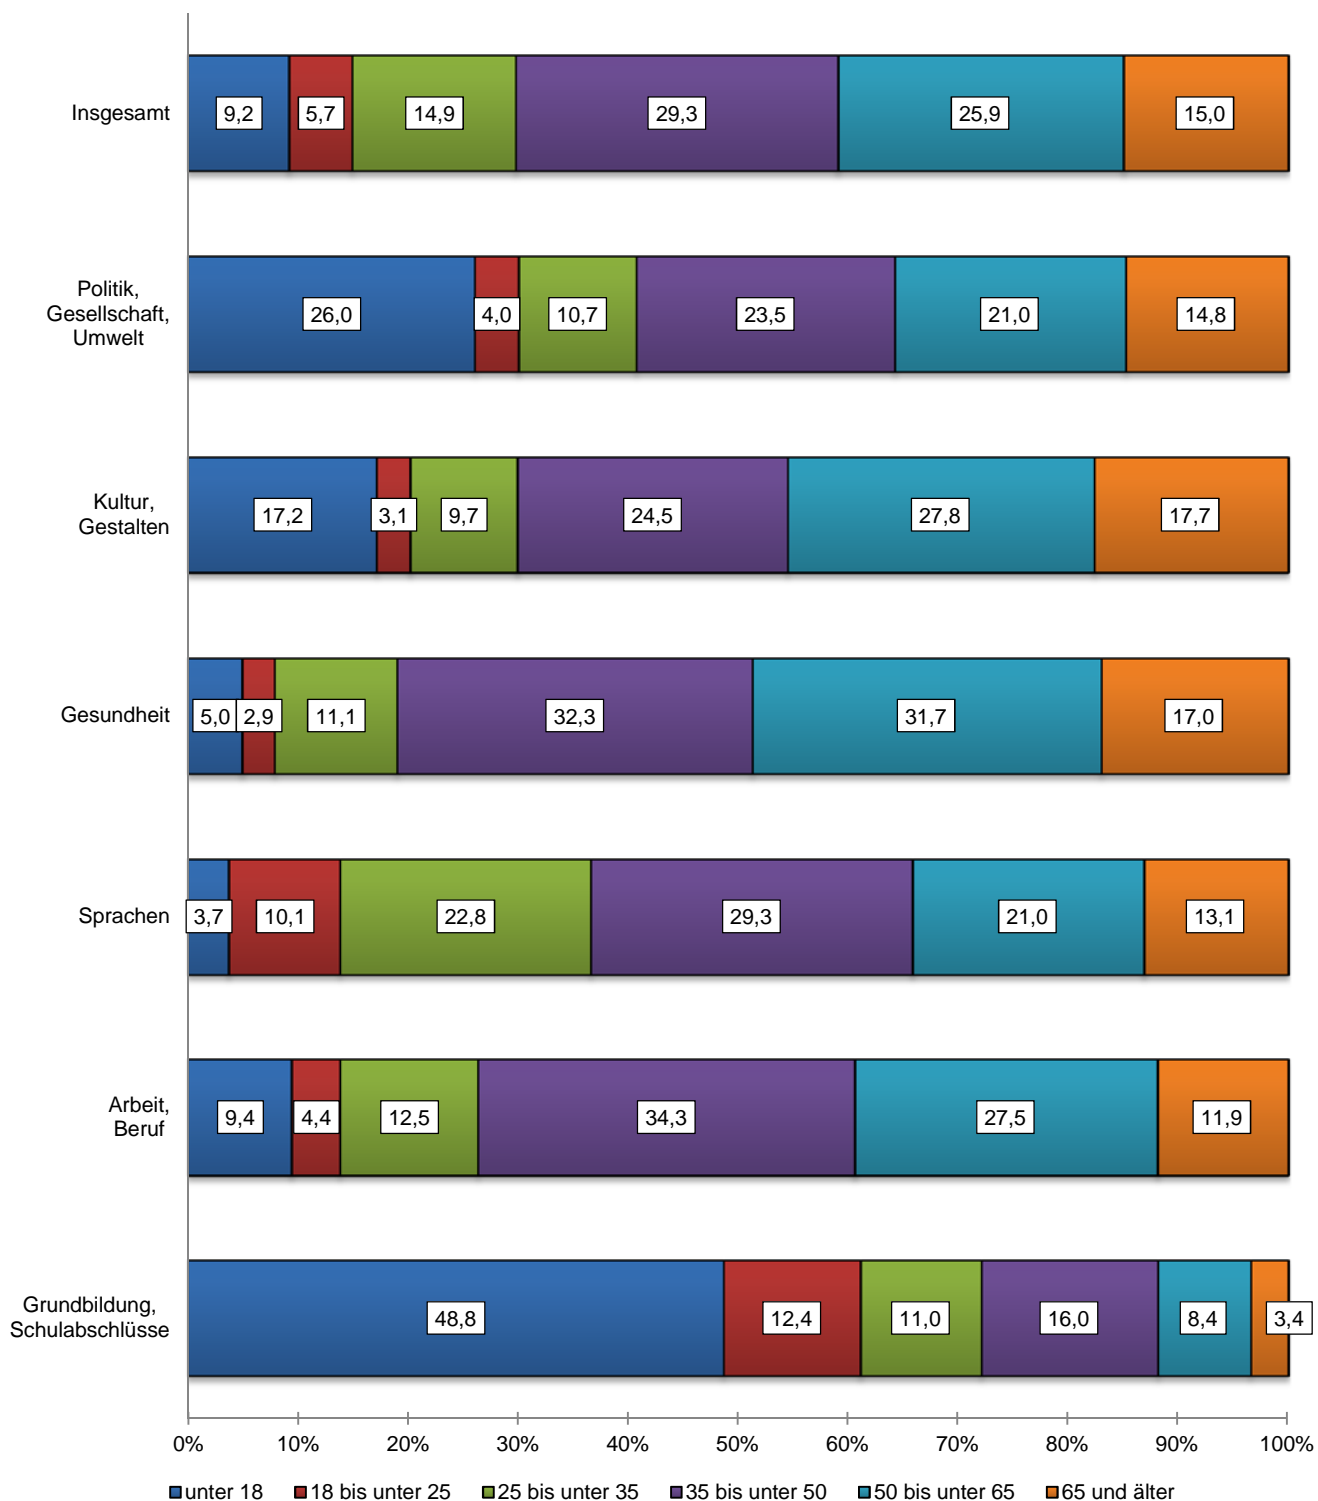 Insgesamt
9,2 5,7 14,9 29,3 25,9 15,0
Politik,
Gesellschaft,
Umwelt
26,0 4,0 10,7 23,5 21,0 14,8
Kultur,
Gestalten
17,2 3,1 9,7 24,5 27,8 17,7
Gesundheit
5,0 2,9 11,1 32,3 31,7 17,0
Sprachen
3,7 10,1 22,8 29,3 21,0 13,1
Arbeit,
Beruf
9,4 4,4 12,5 34,3 27,5 11,9
Grundbildung,
Schulabschlüsse
48,8 12,4 11,0 16,0 8,4 3,4
0% 10% 20% 30% 40% 50% 60% 70% 80% 90% 100%
unter 18 18 bis unter 25 25 bis unter 35 35 bis unter 50 50 bis unter 65 65 und älter